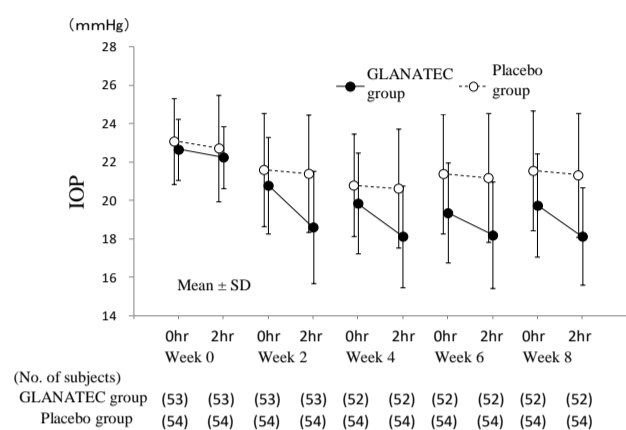 (mmHg)
28
26
24
22
20
18
16
14
IOP
GLANATEC
group
Placebo
group
Mean ± SD
0hr 2hr 0hr 2hr 0hr 2hr 0hr 2hr 0hr 2hr
Week 0 Week 2 Week 4 Week 6 Week 8
(No. of subjects)
GLANATEC group (53) (53) (53) (53) (52) (52) (52) (52) (52) (52)
Placebo group (54) (54) (54) (54) (54) (54) (54) (54) (54) (54)